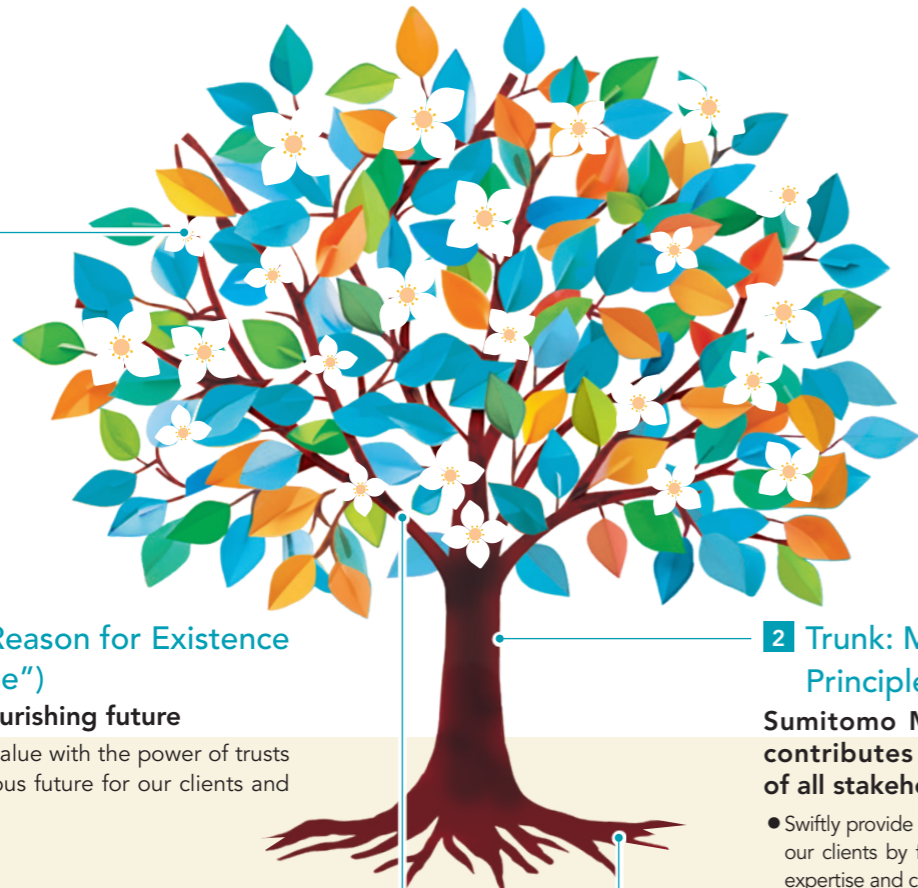 Reason for Existence
e”)
urishing future
alue with the power of trusts
ous future for our clients and
2 Trunk: M
Principle
Sumitomo M
contributes
of all stakeho
● Swiftly provide
our clients by f
expertise and c